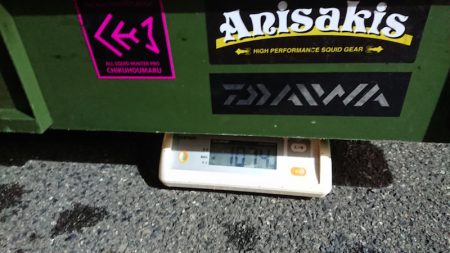 ALL SQUID HUNTER PRO
CHIKUHOUMARU
Anisakis
HIGH PERFORMANCE SQUID GEAR
DAIWA